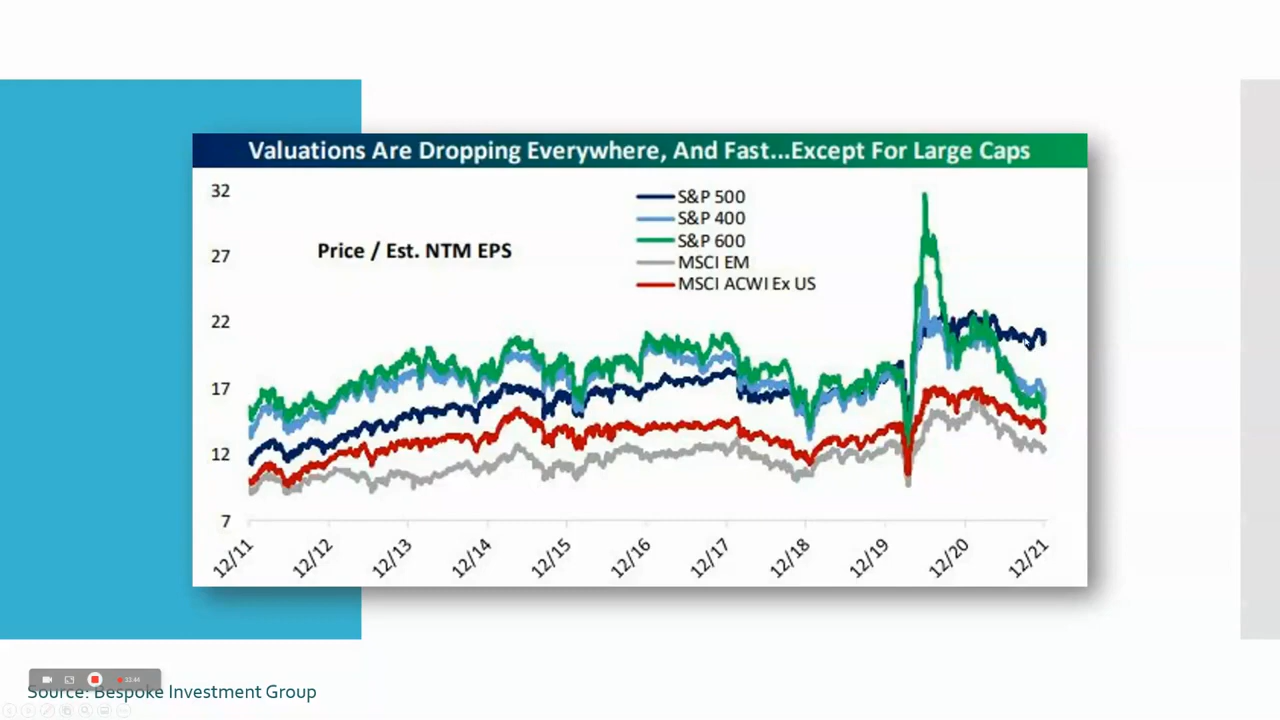 Valuations Are Dropping Everywhere, And Fast...Except For Large Caps
32
27
22
17
12
7
Price / Est. NTM EPS
S&P 500
S&P 400
S&P 600
MSCI EM
MSCI ACWI Ex US
12/11
12/12
12/13
12/14
12/15
12/16
12/17
12/18
12/19
12/20
12/21
Source: Bespoke Investment Group